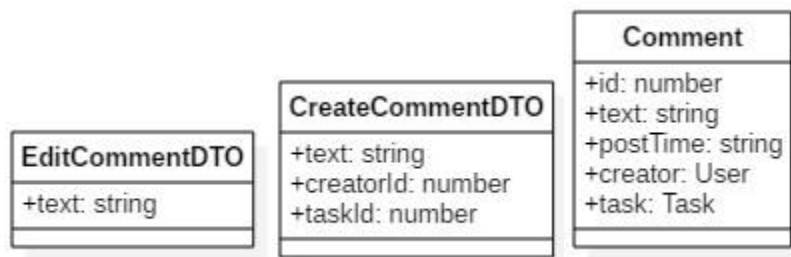 EditCommentDTO
+text: string
CreateCommentDTO
+text: string
+creatorId: number
+taskId: number
Comment
+id: number
+text: string
+postTime: string
+creator: User
+task: Task